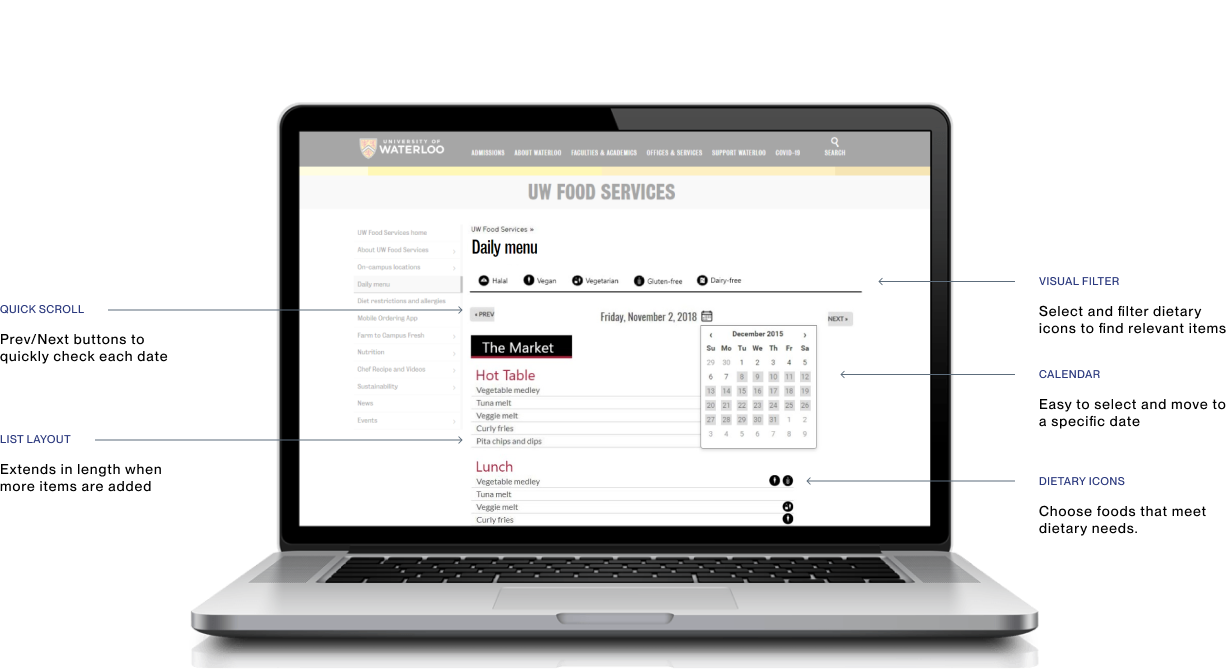 UNIVERSITY OF
WATERLOO
ADMISSIONS ABOUT WATERLOO FACULTIES & ACADEMICS OFFICES & SERVICES SUPPORT WATERLOO COVID-19 SEARCH
UW FOOD SERVICES
UW Food Services home
About UW Food Services
On-campus locations
Daily menu
Diet restrictions and allergies
Mobile Ordering App
Farm to Campus Fresh
Nutrition
Chef Recipe and Videos
Sustainability
News
Events
UW Food Services »
Daily menu
Halal Vegan Vegetarian Gluten-free Dairy-free
« PREV
Friday, November 2, 2018
NEXT »
The Market
Hot Table
Vegetable medley
Tuna melt
Veggie melt
Curly fries
Pita chips and dips
‹ December 2015 ›
Su Mo Tu We Th Fr Sa
29 30 1 2 3 4 5
6 7 8 9 10 11 12
13 14 15 16 17 18 19
20 21 22 23 24 25 26
27 28 29 30 31 1 2
3 4 5 6 7 8 9
Lunch
Vegetable medley
Tuna melt
Veggie melt
Curly fries
QUICK SCROLL
Prev/Next buttons to
quickly check each date
LIST LAYOUT
Extends in length when
more items are added
VISUAL FILTER
Select and filter dietary
icons to find relevant items
CALENDAR
Easy to select and move to
a specific date
DIETARY ICONS
Choose foods that meet
dietary needs.